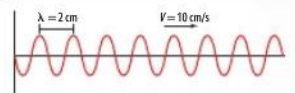 λ = 2 cm
V = 10 cm/s